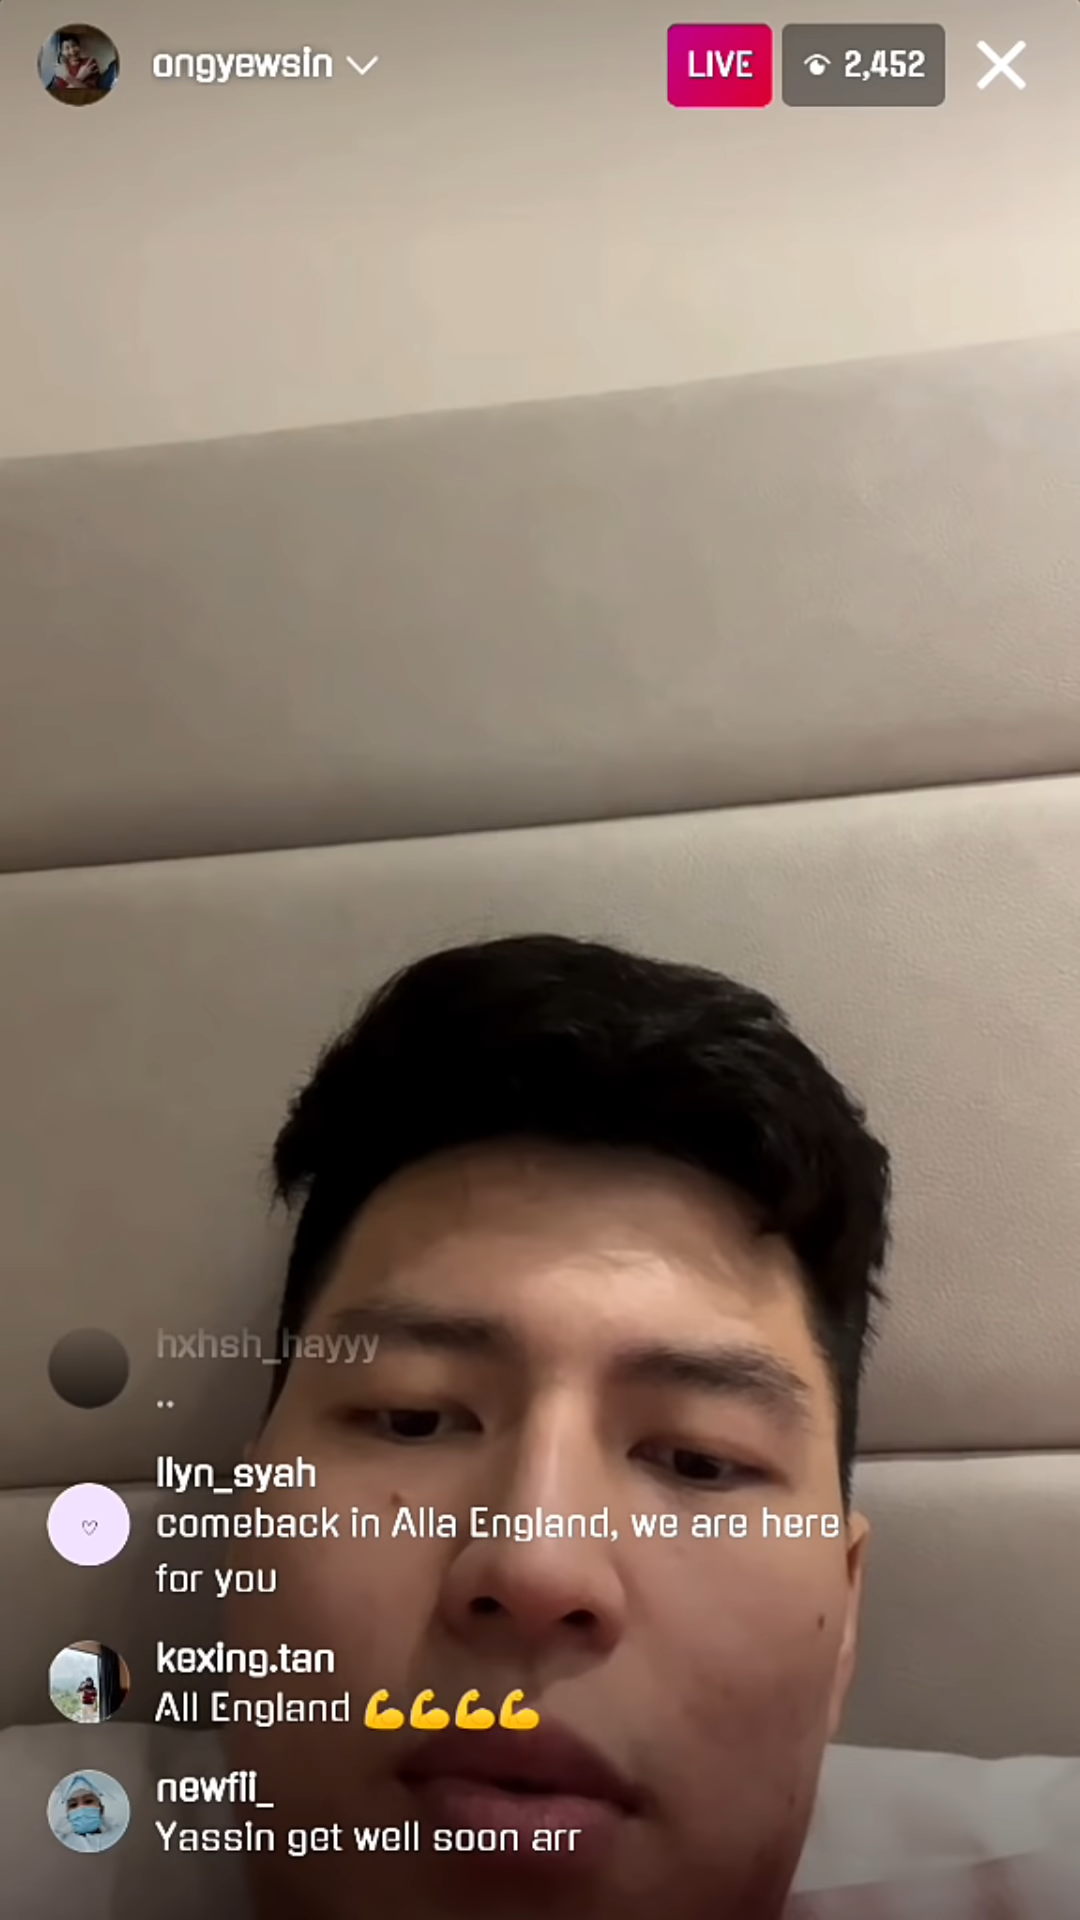 ongyewsin
LIVE
2,452
hxhsh_hayyy
..
llyn_syah
comeback in Alla England, we are here
for you
kexing.tan
All England 💪💪💪💪
newfii_
Yassin get well soon arr